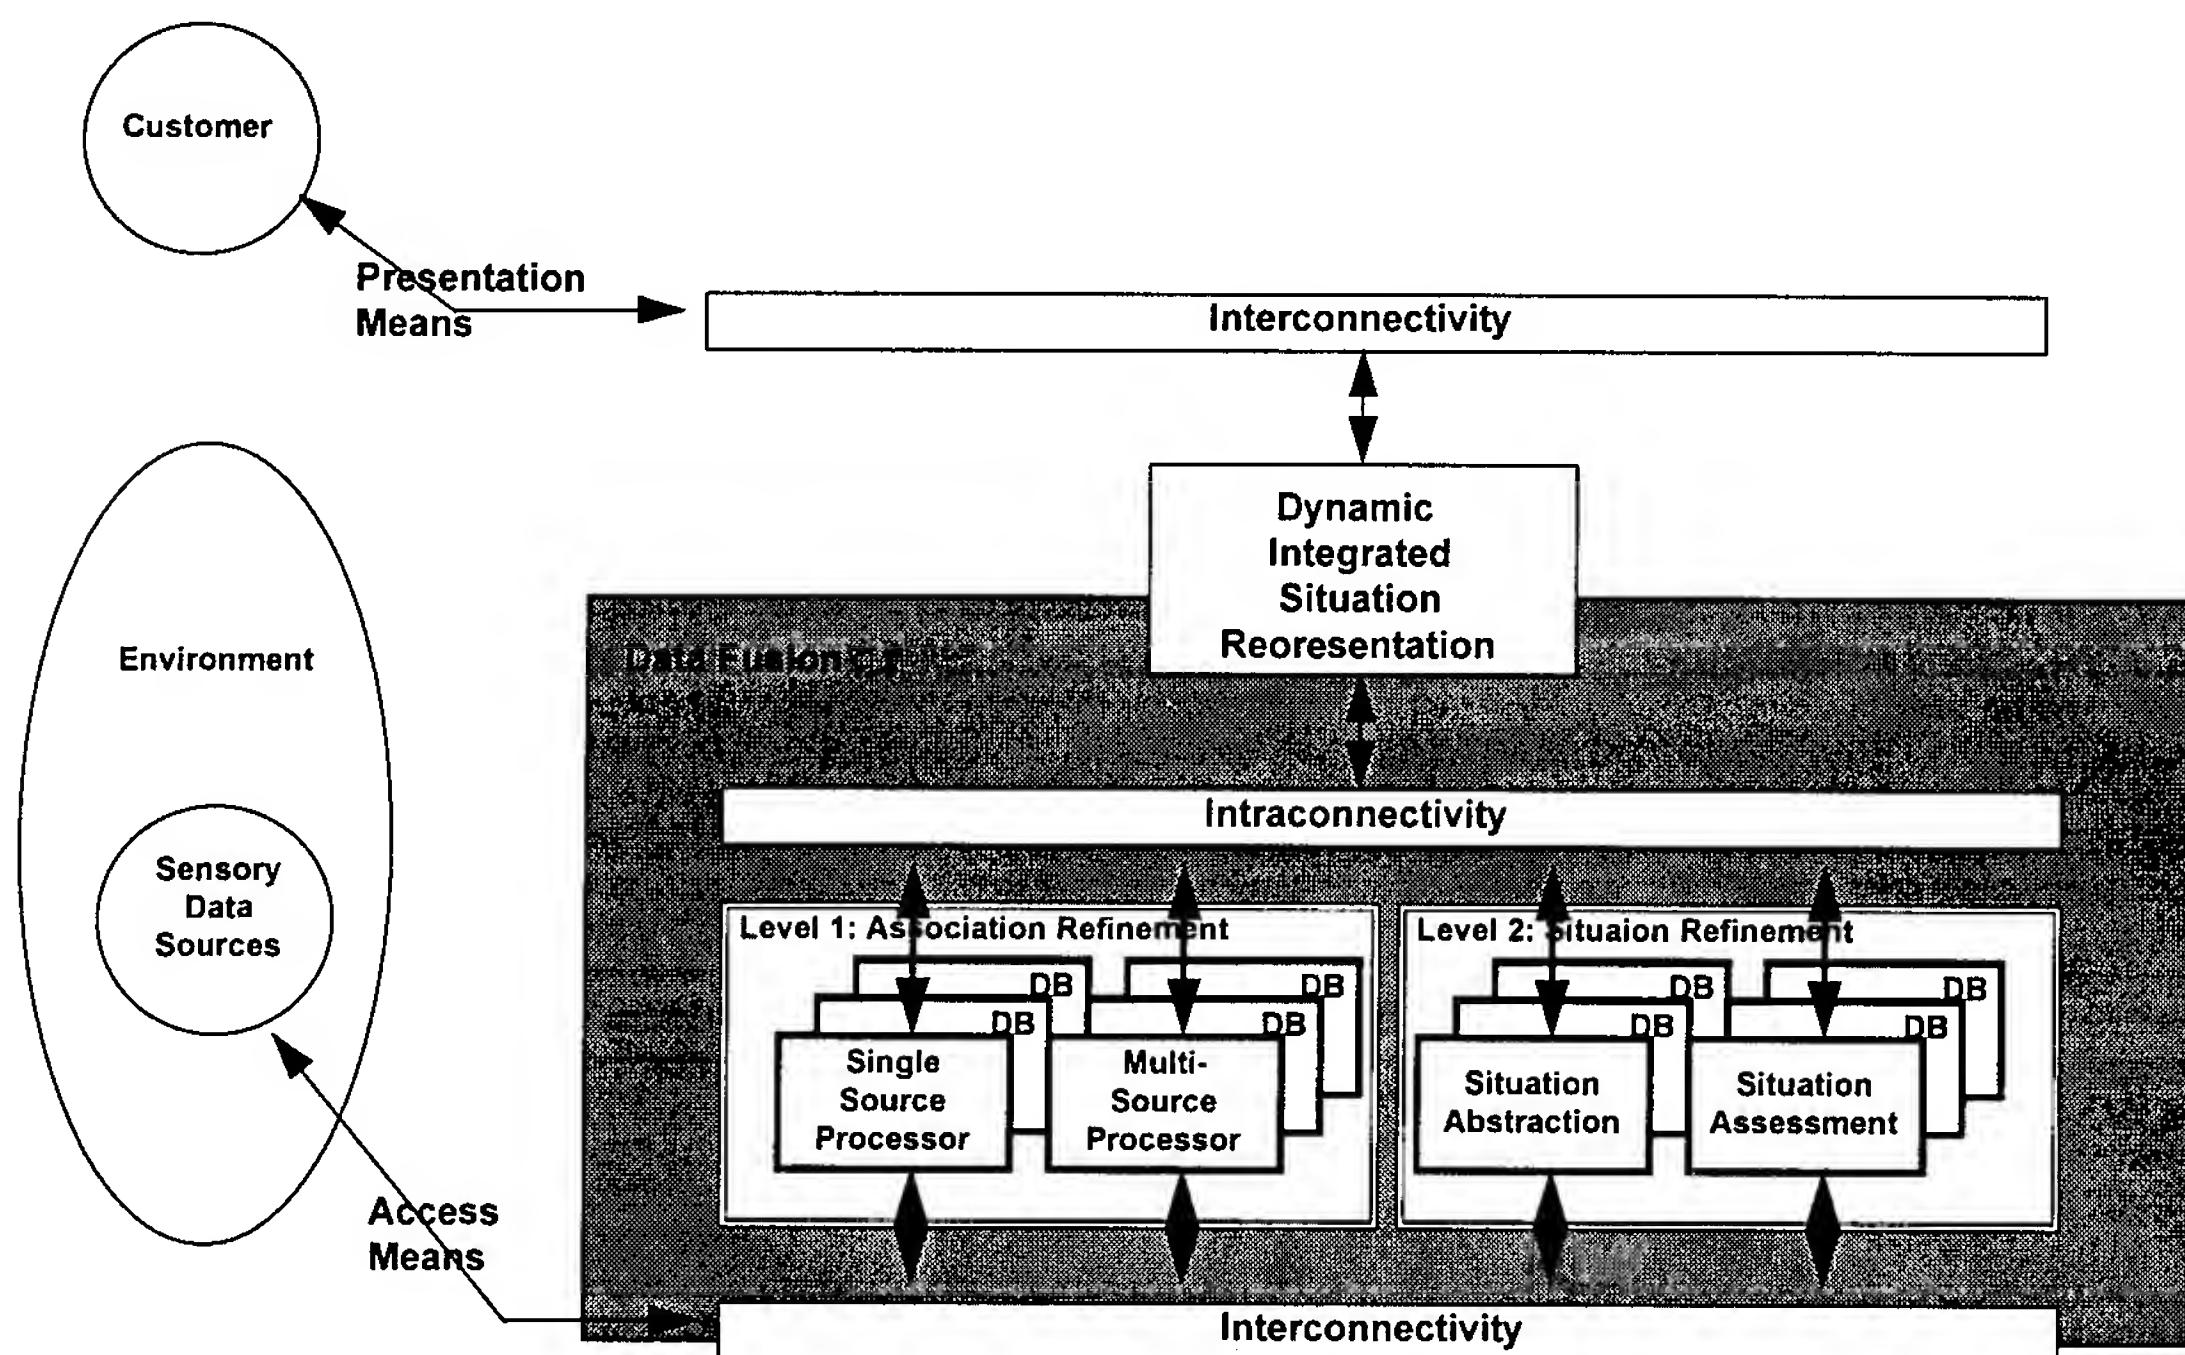 Customer
Presentation
Means
Interconnectivity
Dynamic
Integrated
Situation
Reoresentation
Environment
Data Fusion
Intraconnectivity
Sensory
Data
Sources
Level 1: Association Refinement
DB
DB
Single
Source
Processor
DB
DB
Multi-
Source
Processor
Level 2: Situaion Refinement
DB
DB
Situation
Abstraction
DB
DB
Situation
Assessment
Access
Means
Interconnectivity